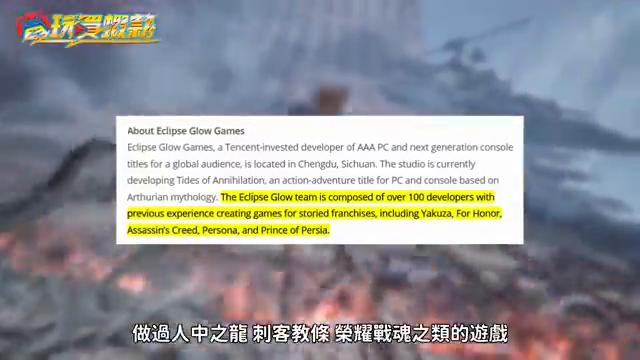 玩買蝦款
About Eclipse Glow Games
Eclipse Glow Games, a Tencent-invested developer of AAA PC and next generation console
titles for a global audience, is located in Chengdu, Sichuan. The studio is currently
developing Tides of Annihilation, an action-adventure title for PC and console based on
Arthurian mythology. The Eclipse Glow team is composed of over 100 developers with
previous experience creating games for storied franchises, including Yakuza, For Honor,
Assassin's Creed, Persona, and Prince of Persia.
做過人中之龍 刺客教條 榮耀戰魂之類的遊戲